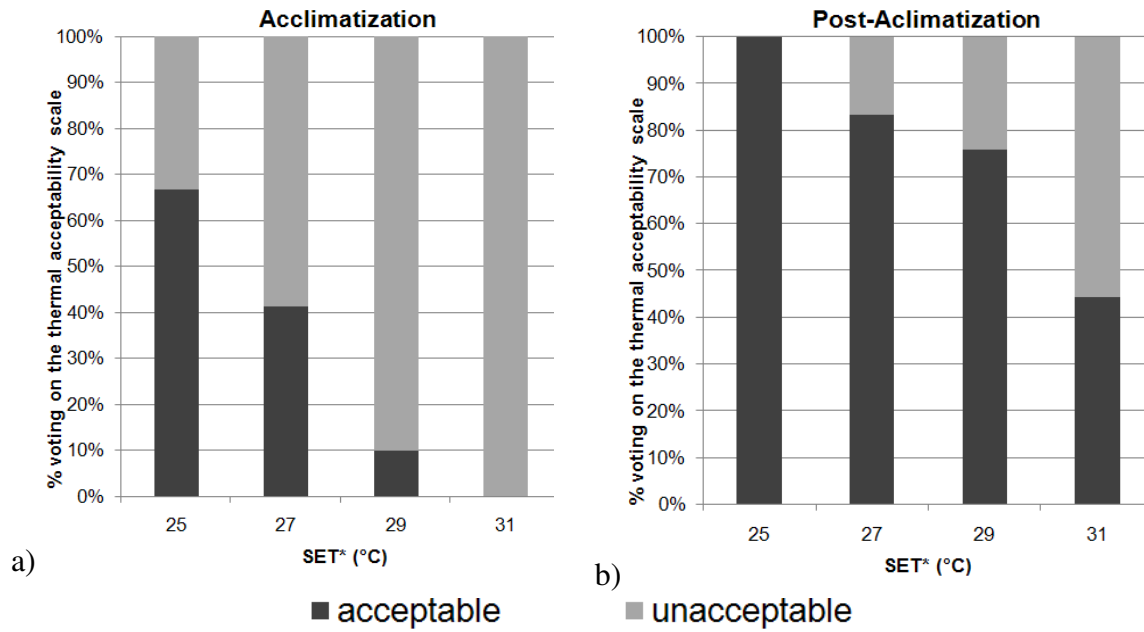 Acclimatization
% voting on the thermal acceptability scale
100%
90%
80%
70%
60%
50%
40%
30%
20%
10%
0%
25 27 29 31
SET* (°C)
a)
Post-Aclimatization
% voting on the thermal acceptability scale
100%
90%
80%
70%
60%
50%
40%
30%
20%
10%
0%
25 27 29 31
SET* (°C)
b)
acceptable unacceptable